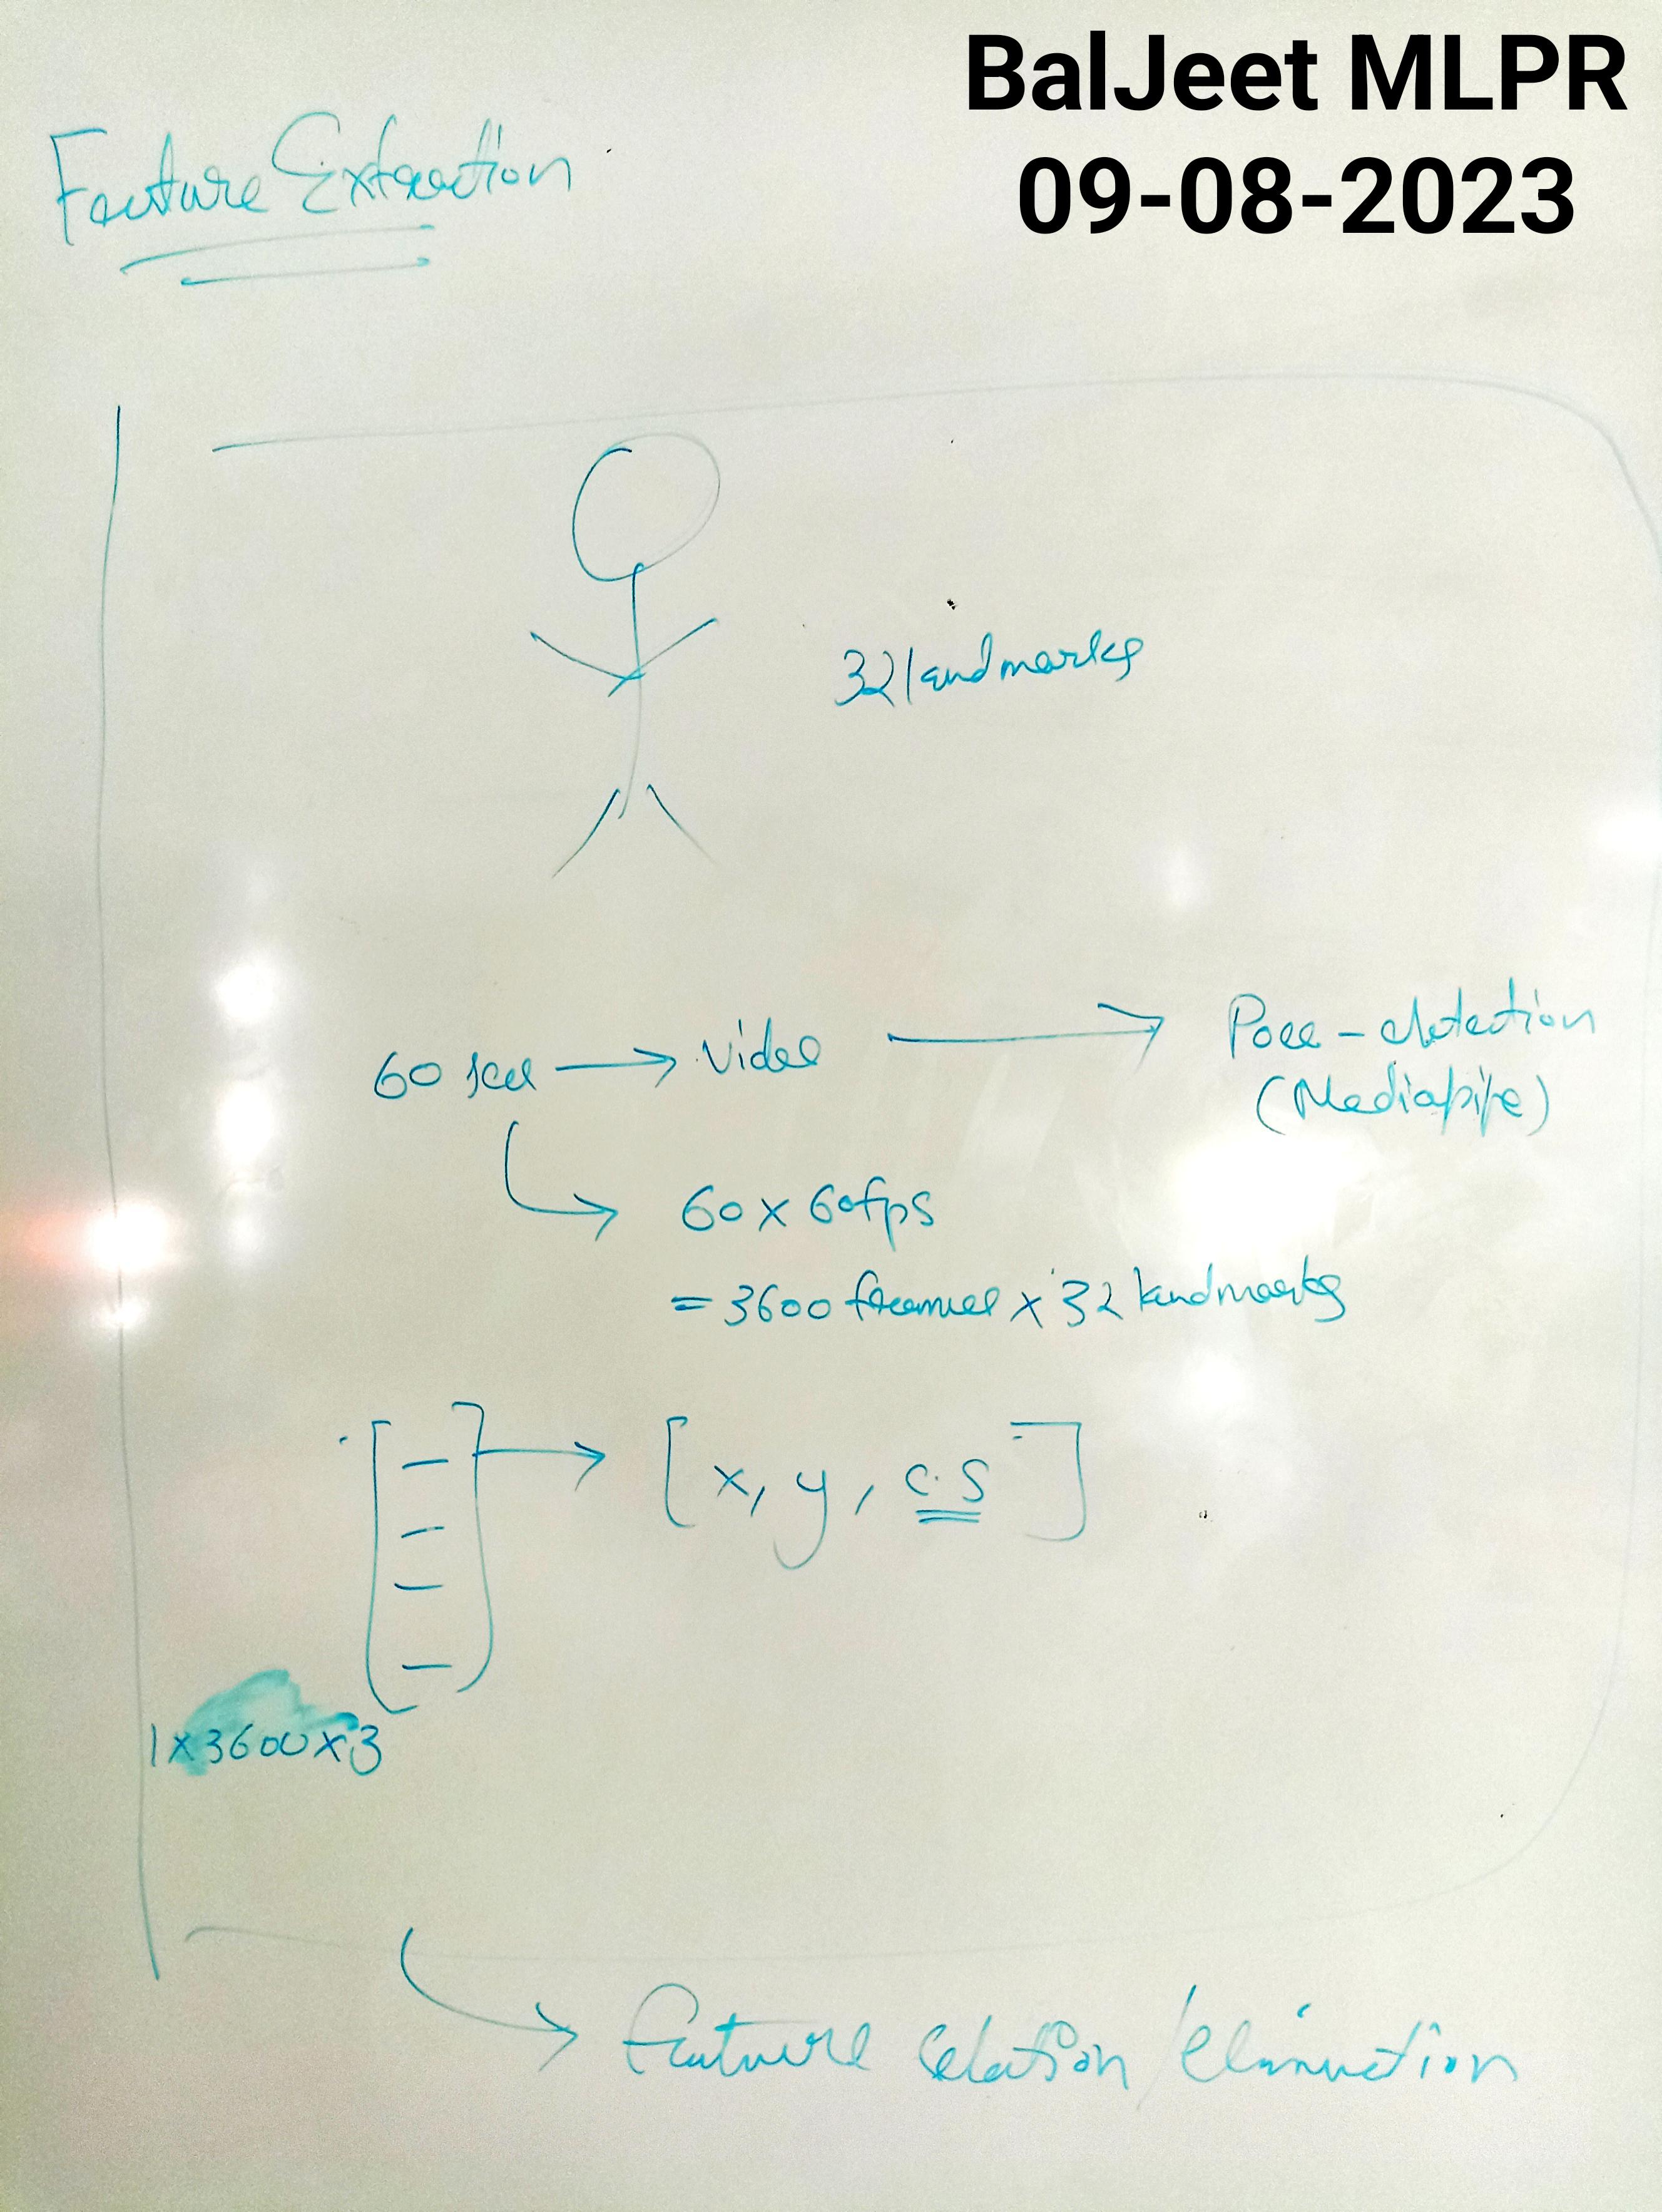 BalJeet MLPR
09-08-2023
Feature Extraction
32 landmarks
60 sec → video → Pose-detection
(Mediapipe)
60 x 60fps
= 3600 frames x 32 landmarks
[x, y, c.s]
1x3600x3
Feature selation / elimination